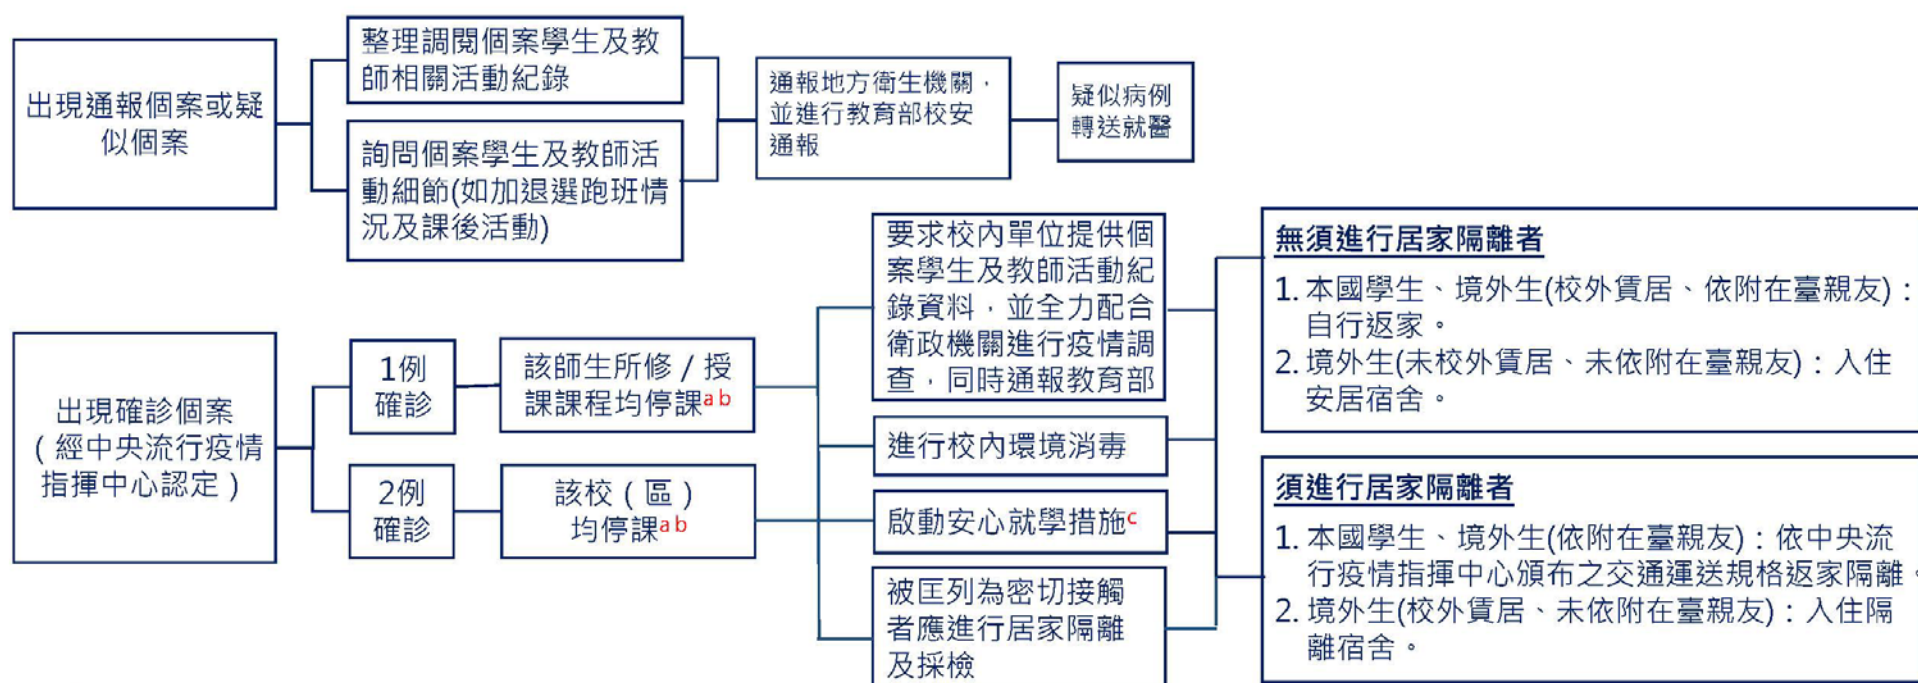 出現通報個案或疑
似個案
整理調閱個案學生及教
師相關活動紀錄
詢問個案學生及教師活
動細節(如加退選跑班情
況及課後活動)
通報地方衛生機關，
並進行教育部校安
通報
疑似病例
轉送就醫
出現確診個案
（經中央流行疫情
指揮中心認定）
1例
確診
該師生所修／授
課課程均停課ab
2例
確診
該校（區）
均停課ab
要求校內單位提供個
案學生及教師活動紀
錄資料，並全力配合
衛政機關進行疫情調
查，同時通報教育部
進行校內環境消毒
啟動安心就學措施c
被匡列為密切接觸
者應進行居家隔離
及採檢
無須進行居家隔離者
1. 本國學生、境外生(校外賃居、依附在臺親友)：
自行返家。
2. 境外生(未校外賃居、未依附在臺親友)：入住
安居宿舍。
須進行居家隔離者
1. 本國學生、境外生(依附在臺親友)：依中央流
行疫情指揮中心頒布之交通運送規格返家隔離。
2. 境外生(校外賃居、未依附在臺親友)：入住隔
離宿舍。